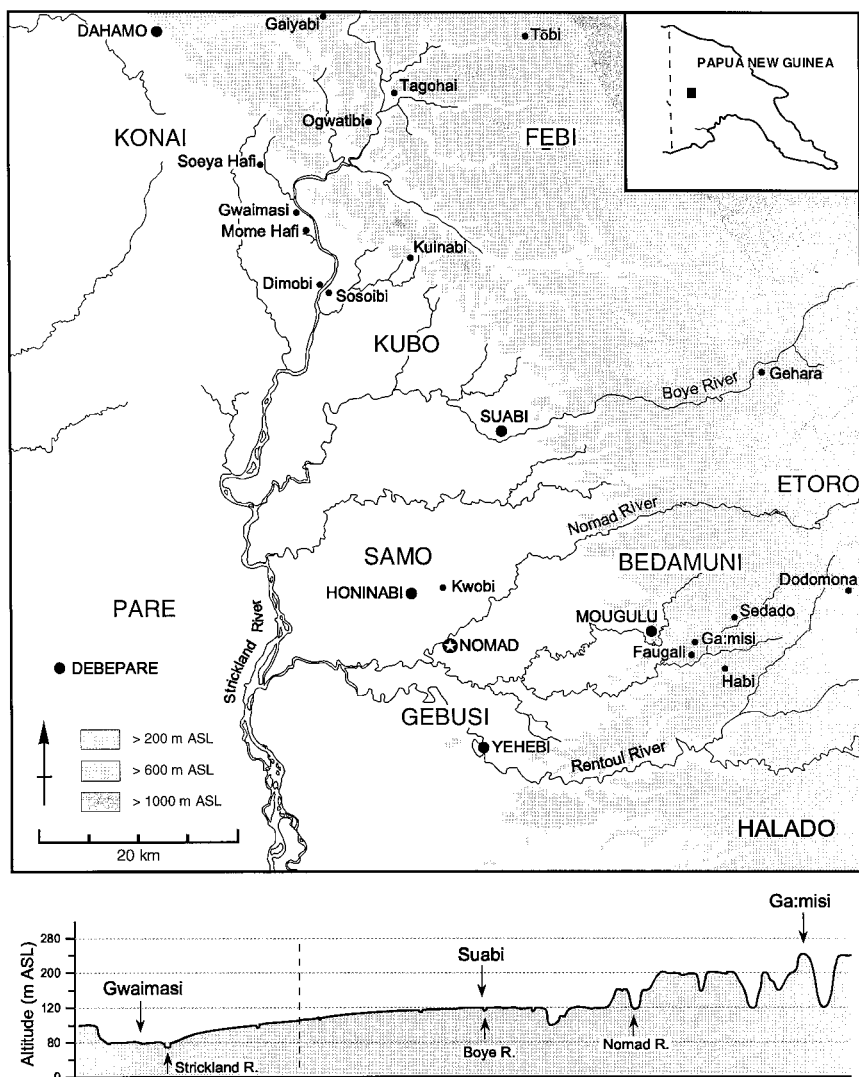 DAHAMO
Gaiyabi
Tōbi
PAPUA NEW GUINEA
Tagohai
Ogwatibi
KONAI
FEBI
Soeya Hafi
Gwaimasi
Mome Hafi
Kuinabi
Dimobi
Sosoibi
KUBO
Boye River
Gehara
SUABI
ETORO
Nomad River
SAMO
BEDAMUNI
HONINABI
Kwobi
Dodomona
PARE
MOUGULU
Sedado
Strickland River
NOMAD
Ga:misi
Faugali
DEBEPARE
Habi
GEBUSI
> 200 m ASL
YEHEBI
> 600 m ASL
Rentoul River
> 1000 m ASL
HALADO
20 km
Ga:misi
Altitude (m ASL)
280
Suabi
200
Gwaimasi
120
80
Strickland R.
Boye R.
Nomad R.
0